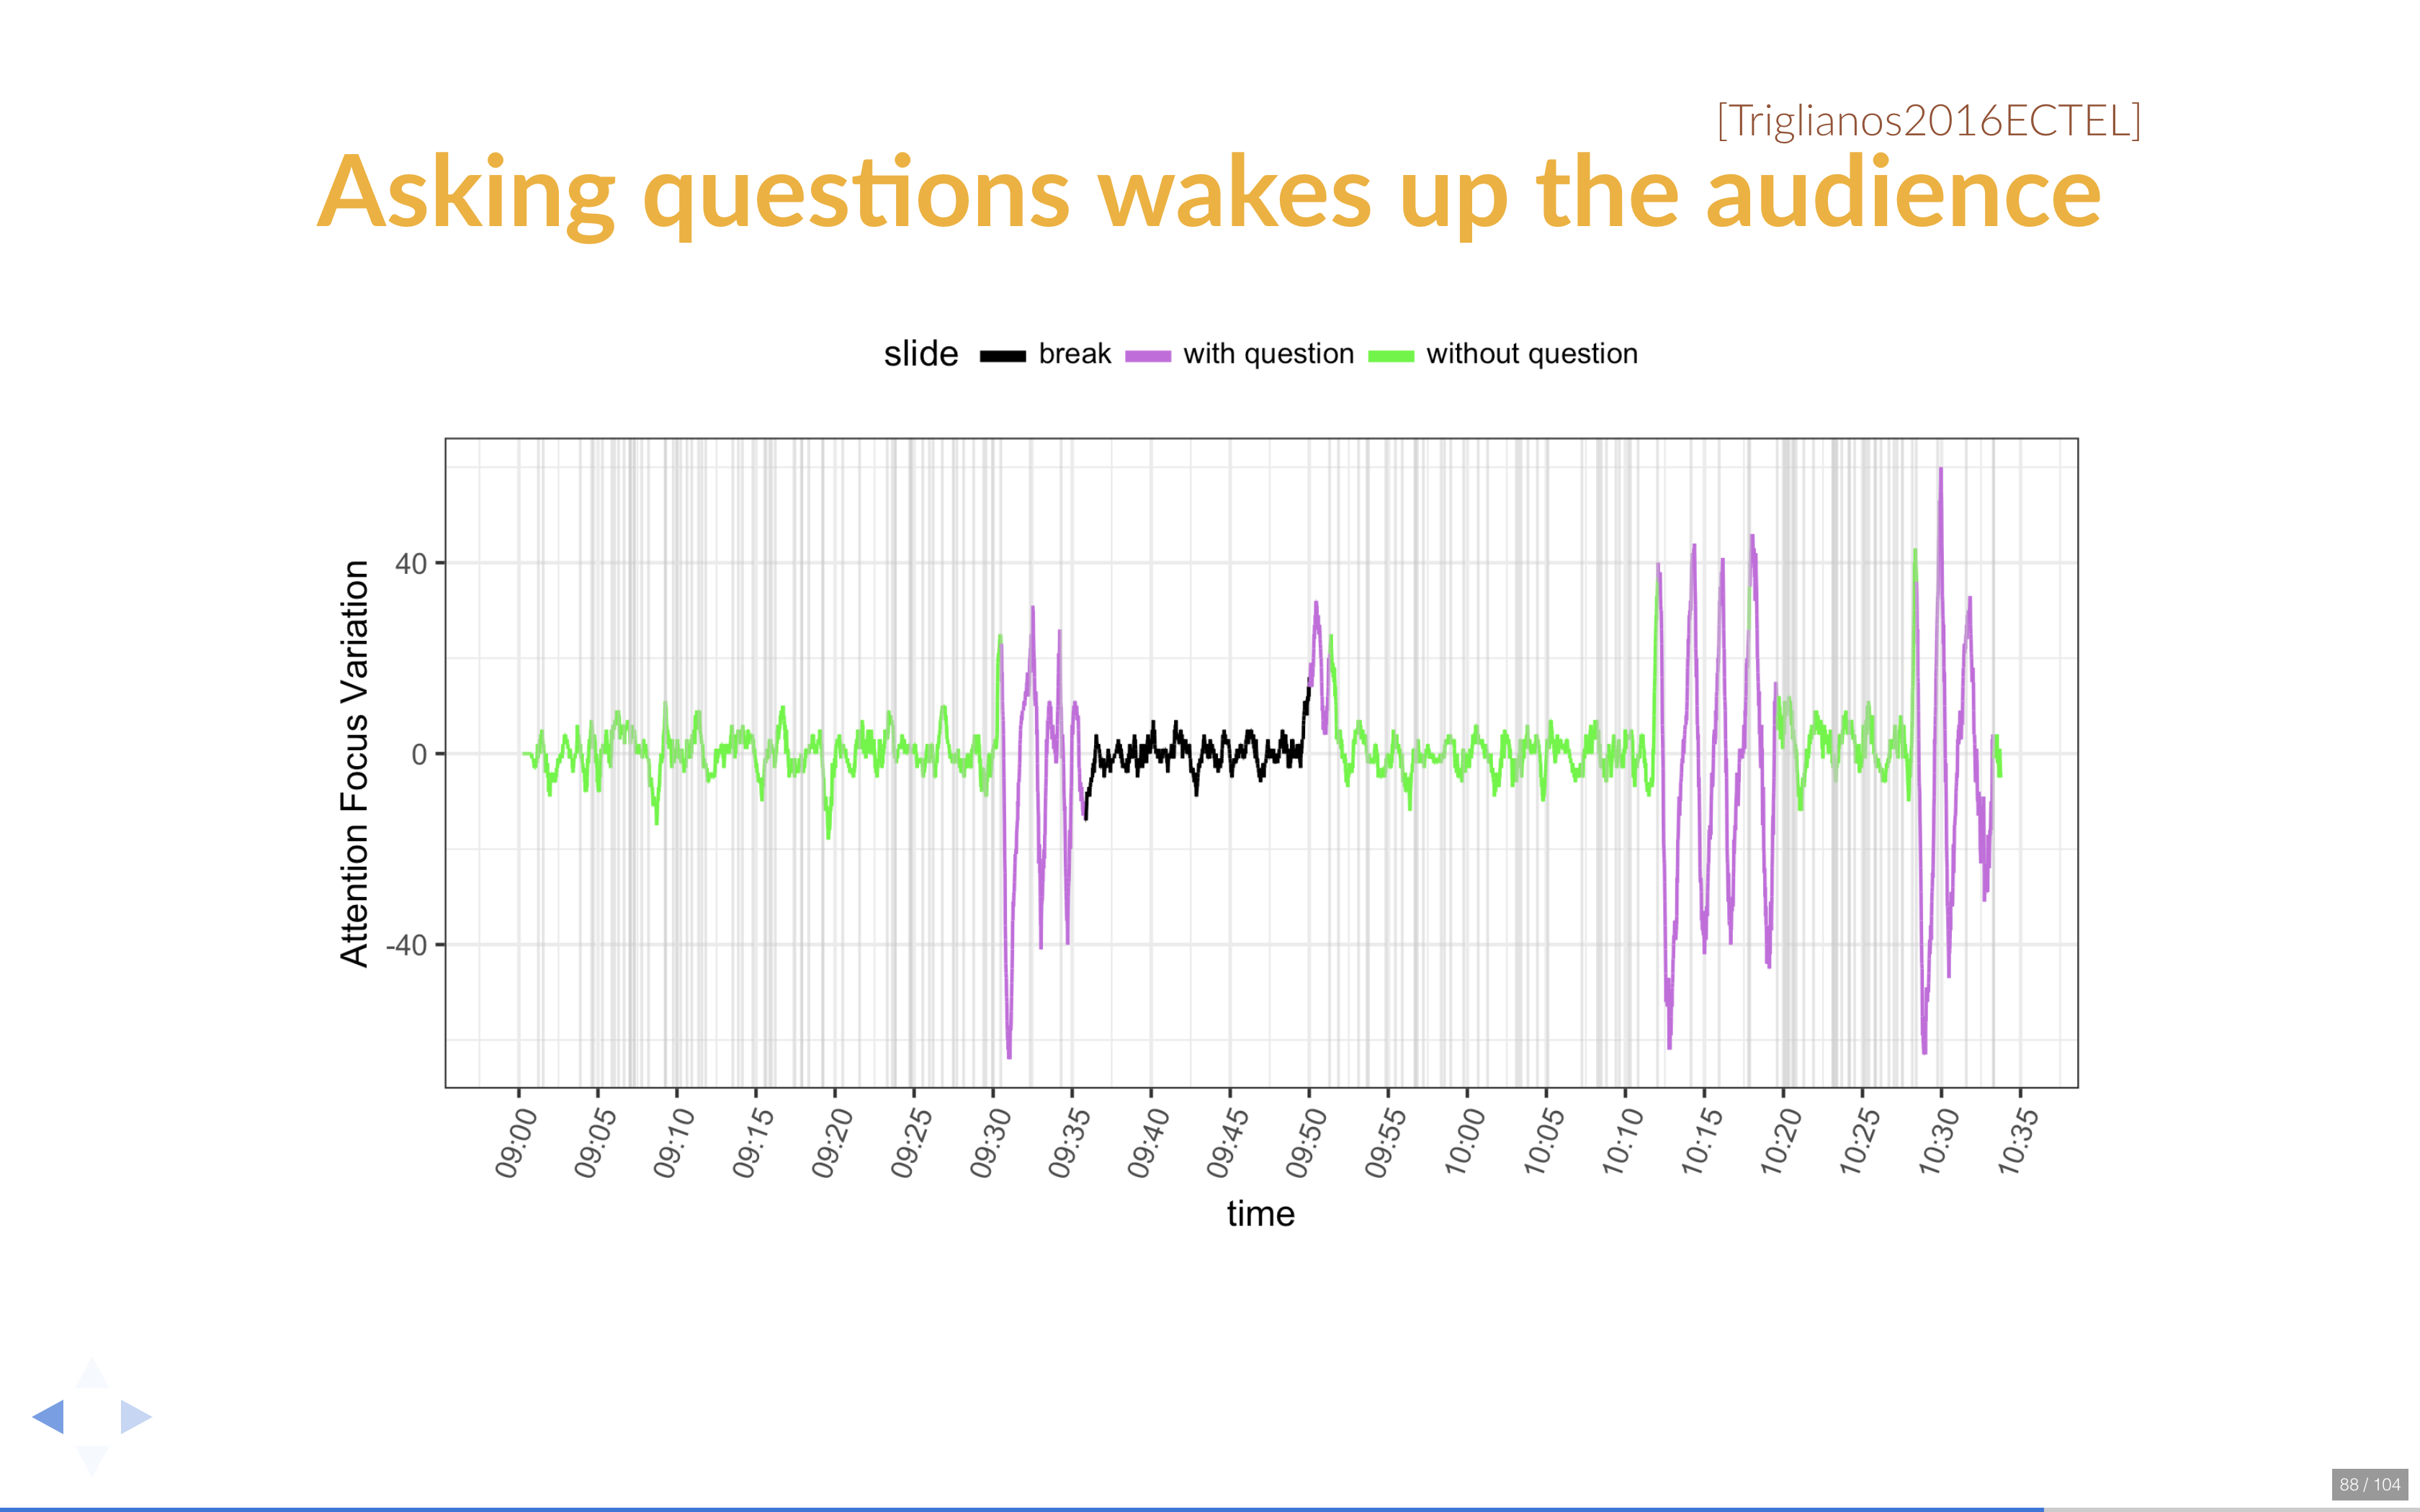 [Triglianos2016ECTEL]
Asking questions wakes up the audience
slide break with question without question
Attention Focus Variation
40
0
-40
09:00 09:05 09:10 09:15 09:20 09:25 09:30 09:35 09:40 09:45 09:50 09:55 10:00 10:05 10:10 10:15 10:20 10:25 10:30 10:35
time
88 / 104